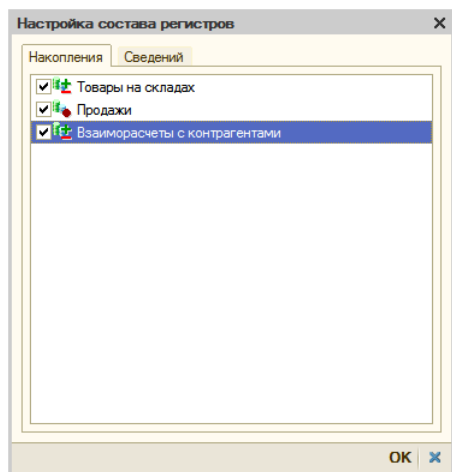 Настройка состава регистров
Накопления Сведений
Товары на складах
Продажи
Взаиморасчеты с контрагентами
OK